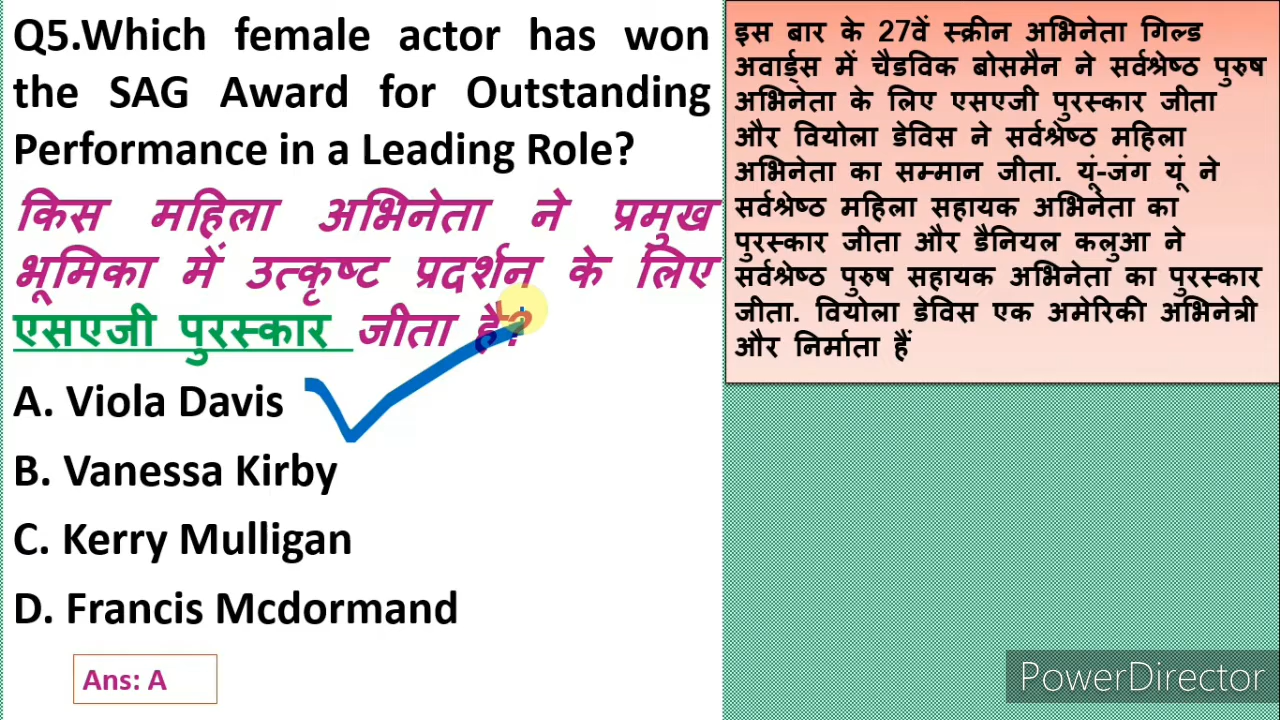 Q5.Which female actor has won
the SAG Award for Outstanding
Performance in a Leading Role?
किस महिला अभिनेता ने प्रमुख
भूमिका में उत्कृष्ट प्रदर्शन के लिए
एसएजी पुरस्कार जीता है?
A. Viola Davis
B. Vanessa Kirby
C. Kerry Mulligan
D. Francis Mcdormand
Ans: A
इस बार के 27वें स्क्रीन अभिनेता गिल्ड
अवार्ड्स में चैडविक बोसमैन ने सर्वश्रेष्ठ पुरुष
अभिनेता के लिए एसएजी पुरस्कार जीता
और वियोला डेविस ने सर्वश्रेष्ठ महिला
अभिनेता का सम्मान जीता. यूं-जंग यूं ने
सर्वश्रेष्ठ महिला सहायक अभिनेता का
पुरस्कार जीता और डैनियल कलुआ ने
सर्वश्रेष्ठ पुरुष सहायक अभिनेता का पुरस्कार
जीता. वियोला डेविस एक अमेरिकी अभिनेत्री
और निर्माता हैं
PowerDirector